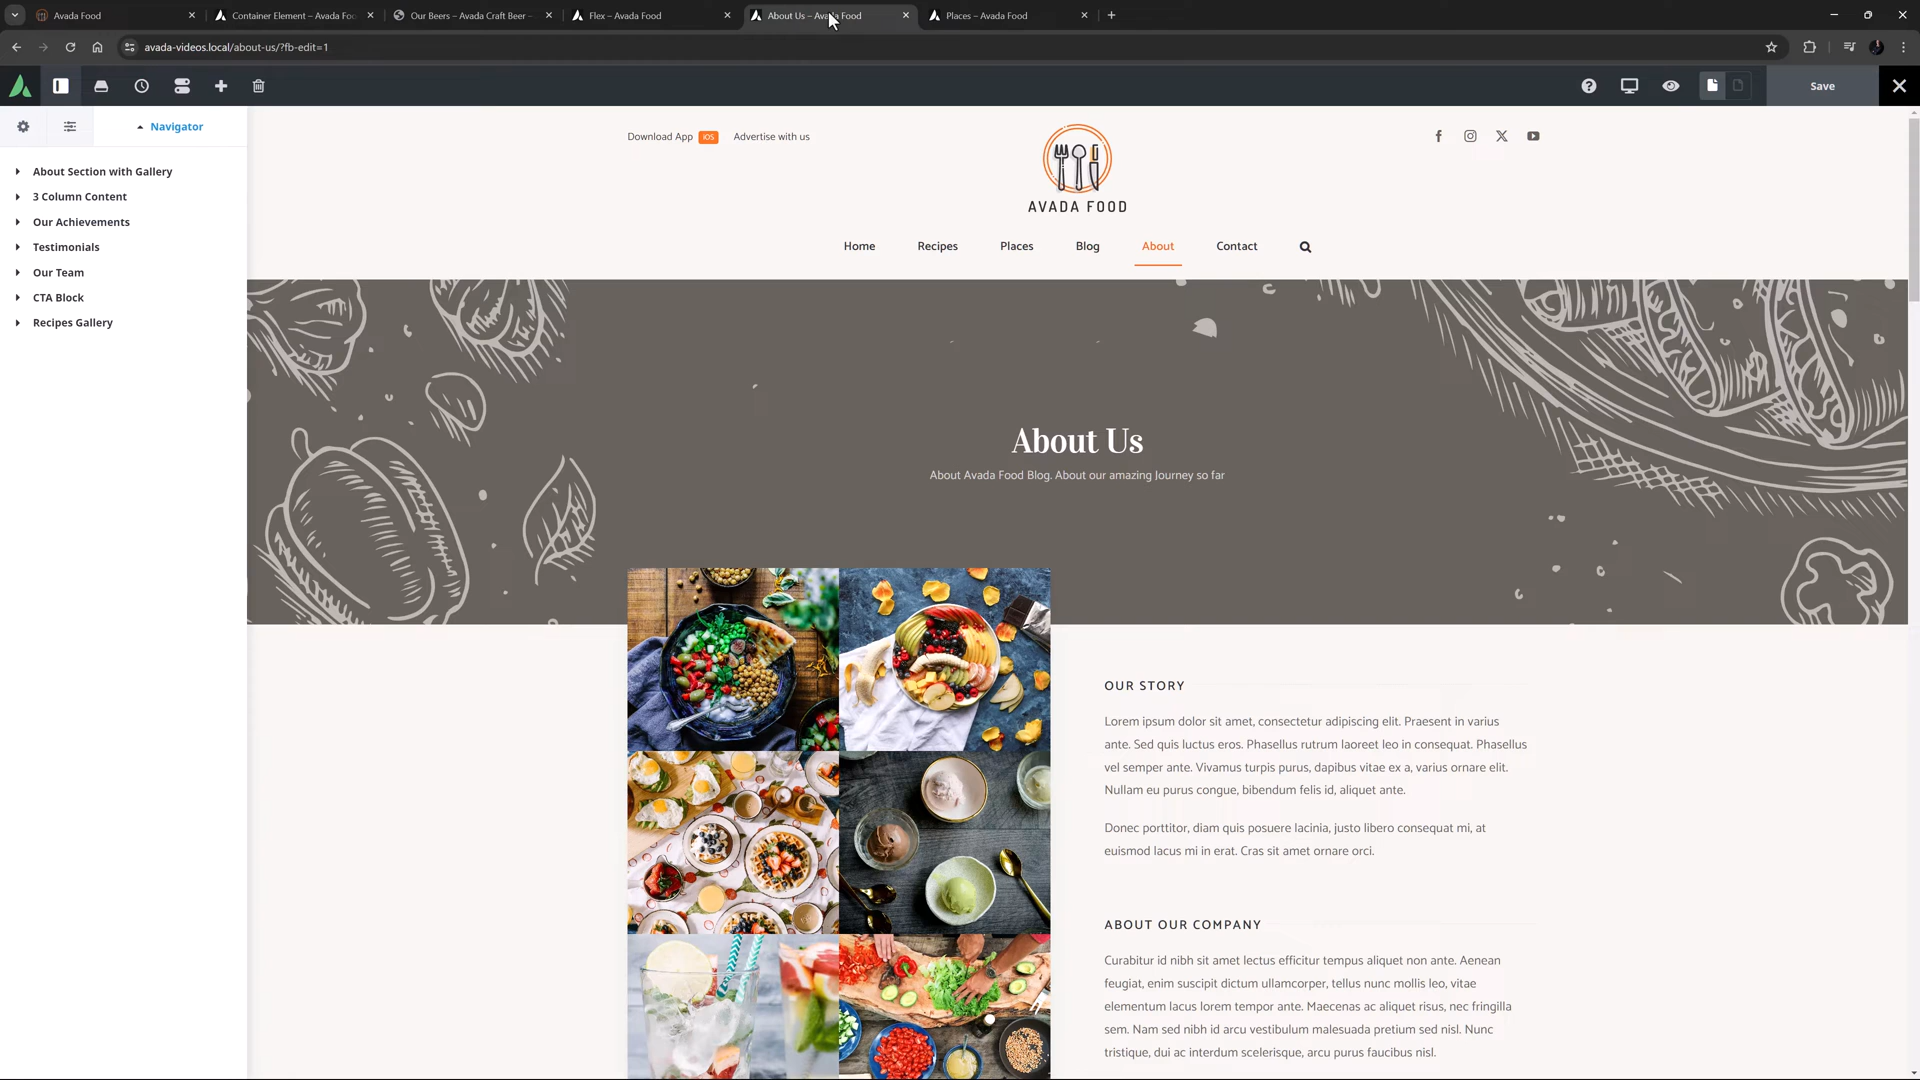 Avada Food
Container Element – Avada Foo
Our Beers – Avada Craft Beer –
Flex – Avada Food
About Us – Avada Food
Places – Avada Food
avada-videos.local/about-us/?fb-edit=1
Save
Navigator
About Section with Gallery
3 Column Content
Our Achievements
Testimonials
Our Team
CTA Block
Recipes Gallery
Download App iOS Advertise with us
AVADA FOOD
Home Recipes Places Blog About Contact
About Us
About Avada Food Blog. About our amazing Journey so far
OUR STORY
Lorem ipsum dolor sit amet, consectetur adipiscing elit. Praesent in varius
ante. Sed quis luctus eros. Phasellus rutrum laoreet leo in consequat. Phasellus
vel semper ante. Vivamus turpis purus, dapibus vitae ex a, varius ornare elit.
Nullam eu purus congue, bibendum felis id, aliquet ante.
Donec porttitor, diam quis posuere lacinia, justo libero consequat mi, at
euismod lacus mi in erat. Cras sit amet ornare orci.
ABOUT OUR COMPANY
Curabitur id nibh sit amet lectus efficitur tempus aliquet non ante. Aenean
feugiat, enim suscipit dictum ullamcorper, tellus nunc mollis leo, vitae
elementum lacus lorem tempor ante. Maecenas ac aliquet risus, nec fringilla
sem. Nam sed nibh id arcu vestibulum malesuada pretium sed nisl. Nunc
tristique, dui ac interdum scelerisque, arcu purus faucibus nisl.